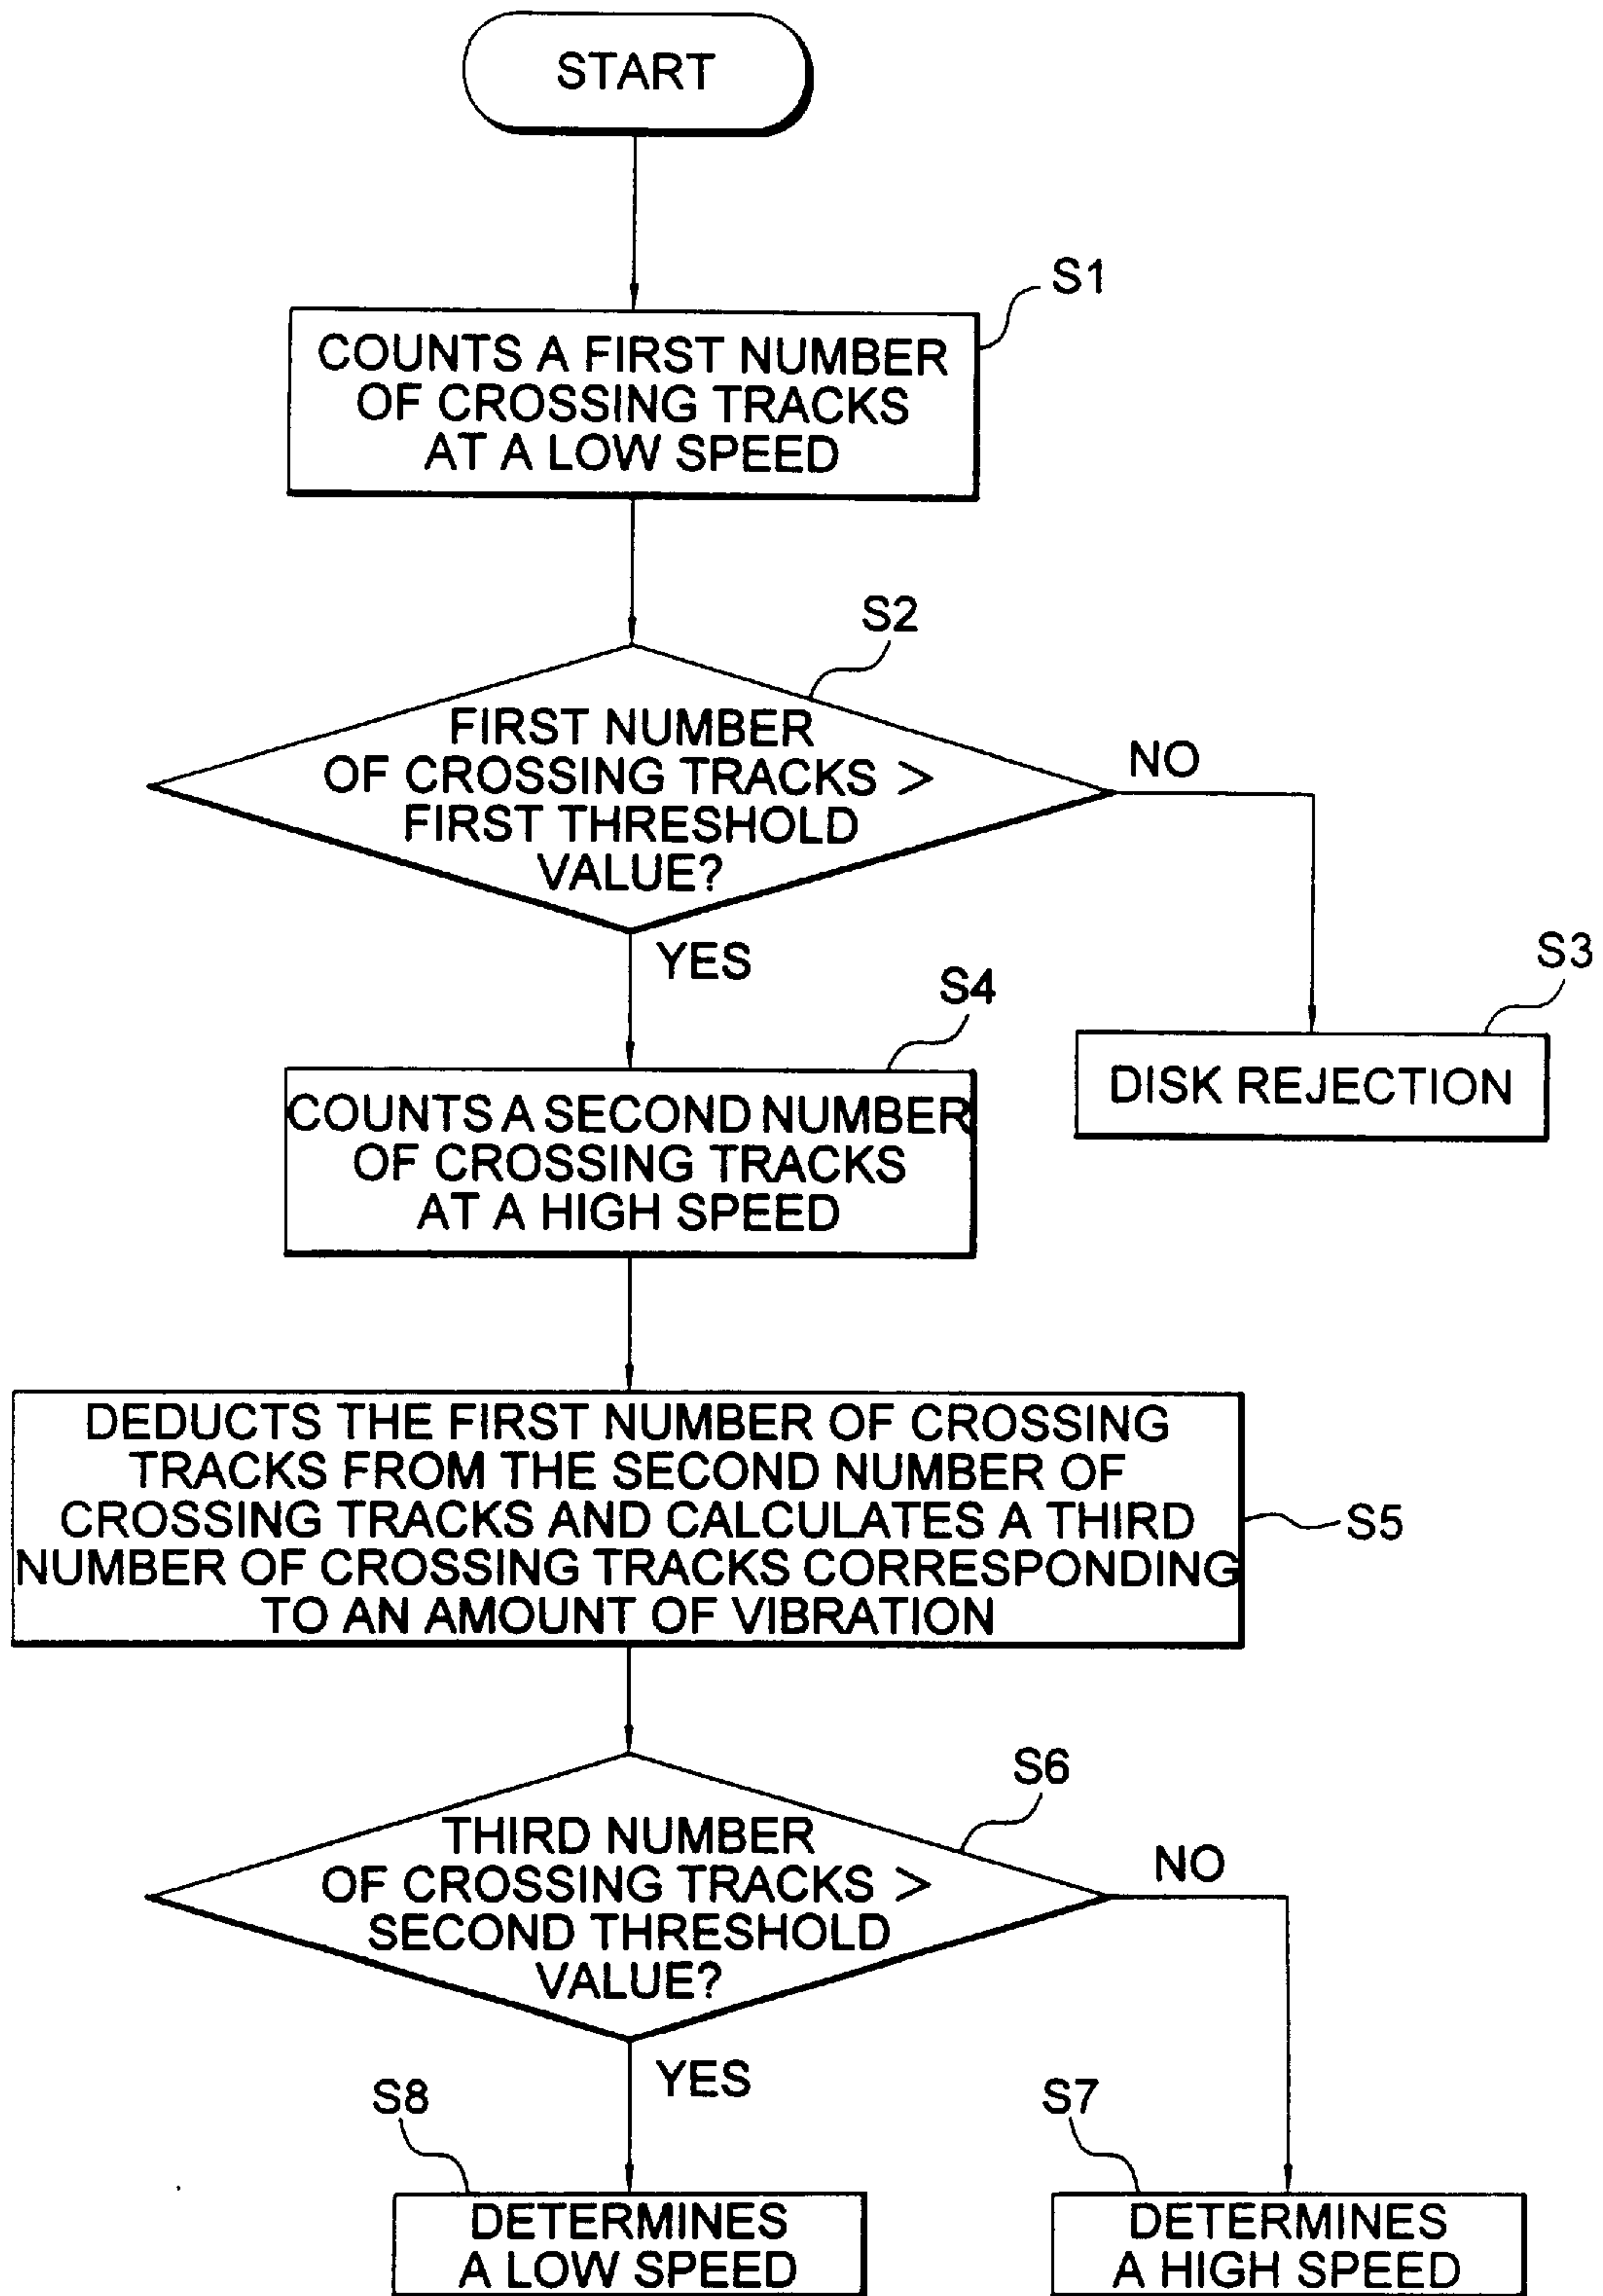 START
S1
COUNTS A FIRST NUMBER
OF CROSSING TRACKS
AT A LOW SPEED
S2
FIRST NUMBER
OF CROSSING TRACKS >
FIRST THRESHOLD
VALUE?
NO
YES
S3
DISK REJECTION
S4
COUNTS A SECOND NUMBER
OF CROSSING TRACKS
AT A HIGH SPEED
DEDUCTS THE FIRST NUMBER OF CROSSING
TRACKS FROM THE SECOND NUMBER OF
CROSSING TRACKS AND CALCULATES A THIRD
NUMBER OF CROSSING TRACKS CORRESPONDING
TO AN AMOUNT OF VIBRATION
S5
S6
THIRD NUMBER
OF CROSSING TRACKS >
SECOND THRESHOLD
VALUE?
NO
YES
S8
DETERMINES
A LOW SPEED
S7
DETERMINES
A HIGH SPEED